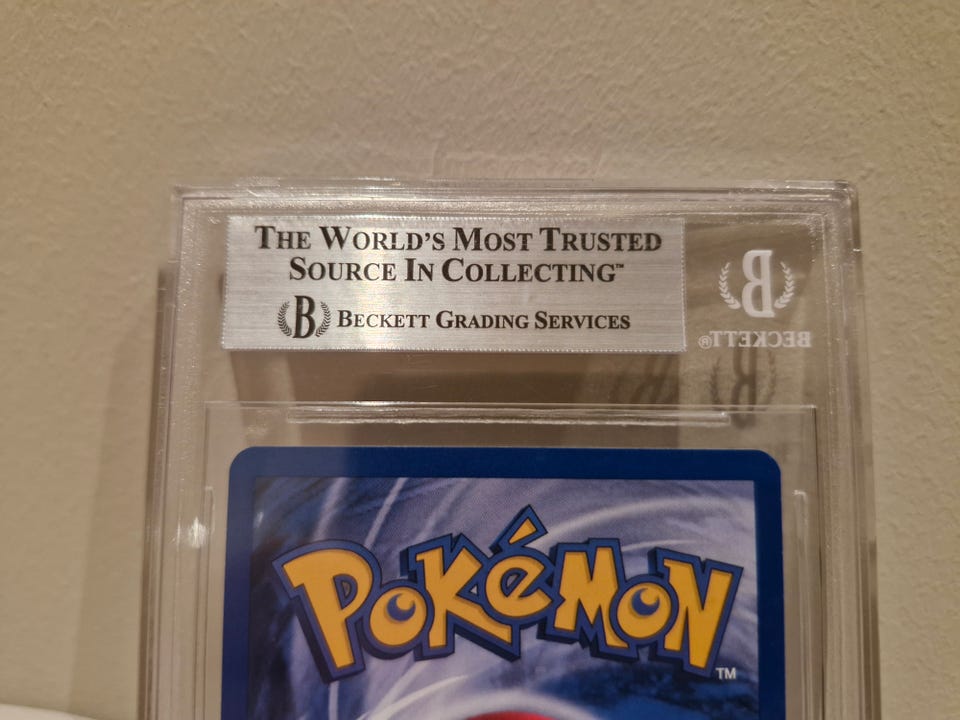 THE WORLD'S MOST TRUSTED
SOURCE IN COLLECTING™
B BECKETT GRADING SERVICES
B
BECKETT®
POKéMON
TM